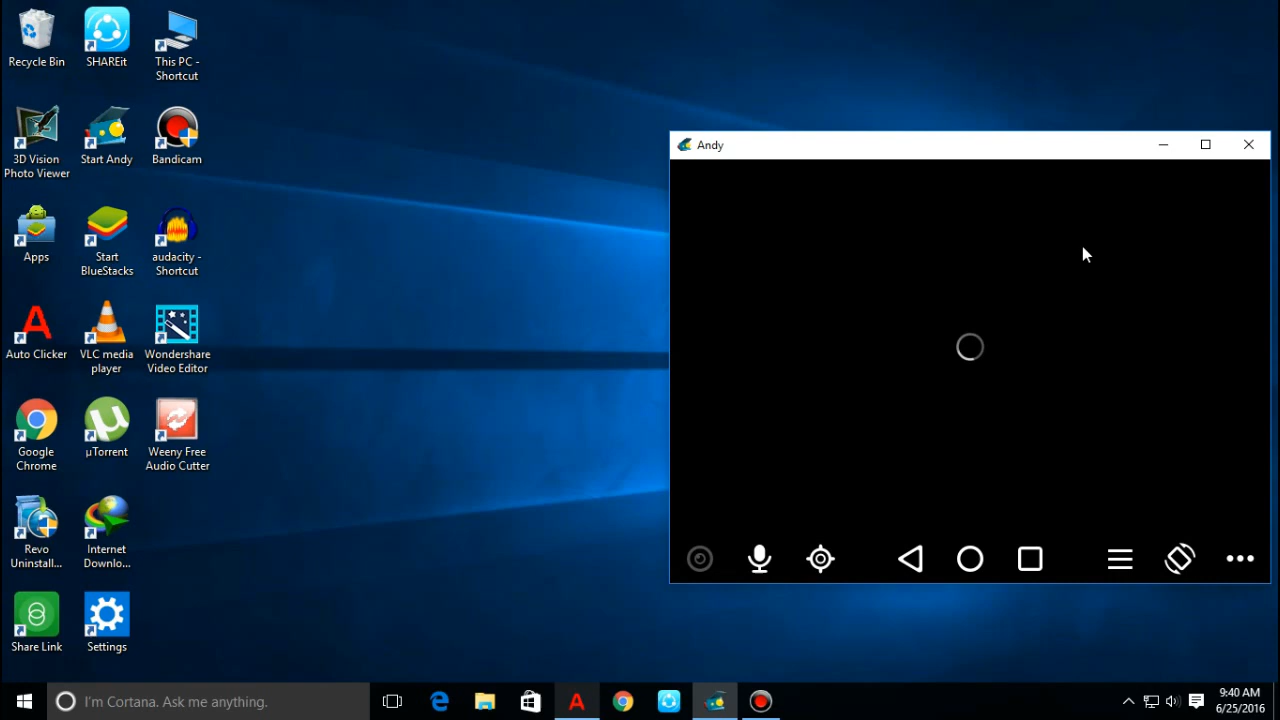 Recycle Bin
SHAREit
This PC -
Shortcut
3D Vision
Photo Viewer
Start Andy
Bandicam
Apps
Start
BlueStacks
audacity -
Shortcut
Auto Clicker
VLC media
player
Wondershare
Video Editor
Google
Chrome
µTorrent
Weeny Free
Audio Cutter
Revo
Uninstall...
Internet
Downlo...
Share Link
Settings
Andy
I'm Cortana. Ask me anything.
9:40 AM
6/25/2016